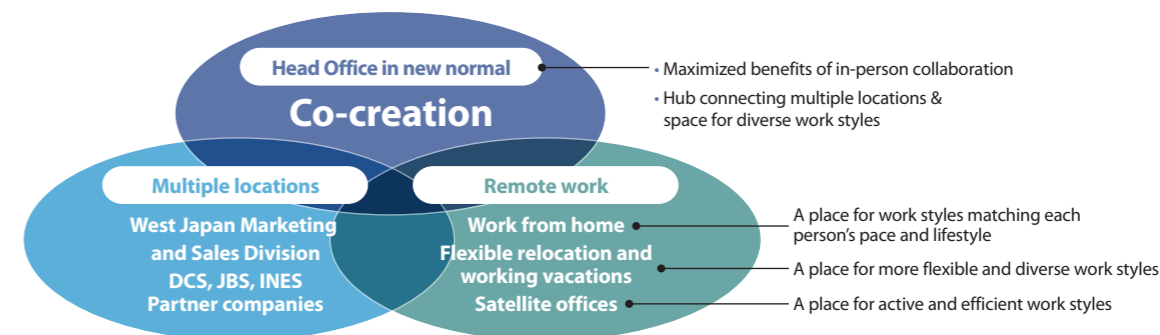 Head Office in new normal
Co-creation
• Maximized benefits of in-person collaboration
• Hub connecting multiple locations &
space for diverse work styles
Multiple locations
West Japan Marketing
and Sales Division
DCS, JBS, INES
Partner companies
Remote work
Work from home
Flexible relocation and
working vacations
Satellite offices
A place for work styles matching each
person’s pace and lifestyle
A place for more flexible and diverse work styles
A place for active and efficient work styles